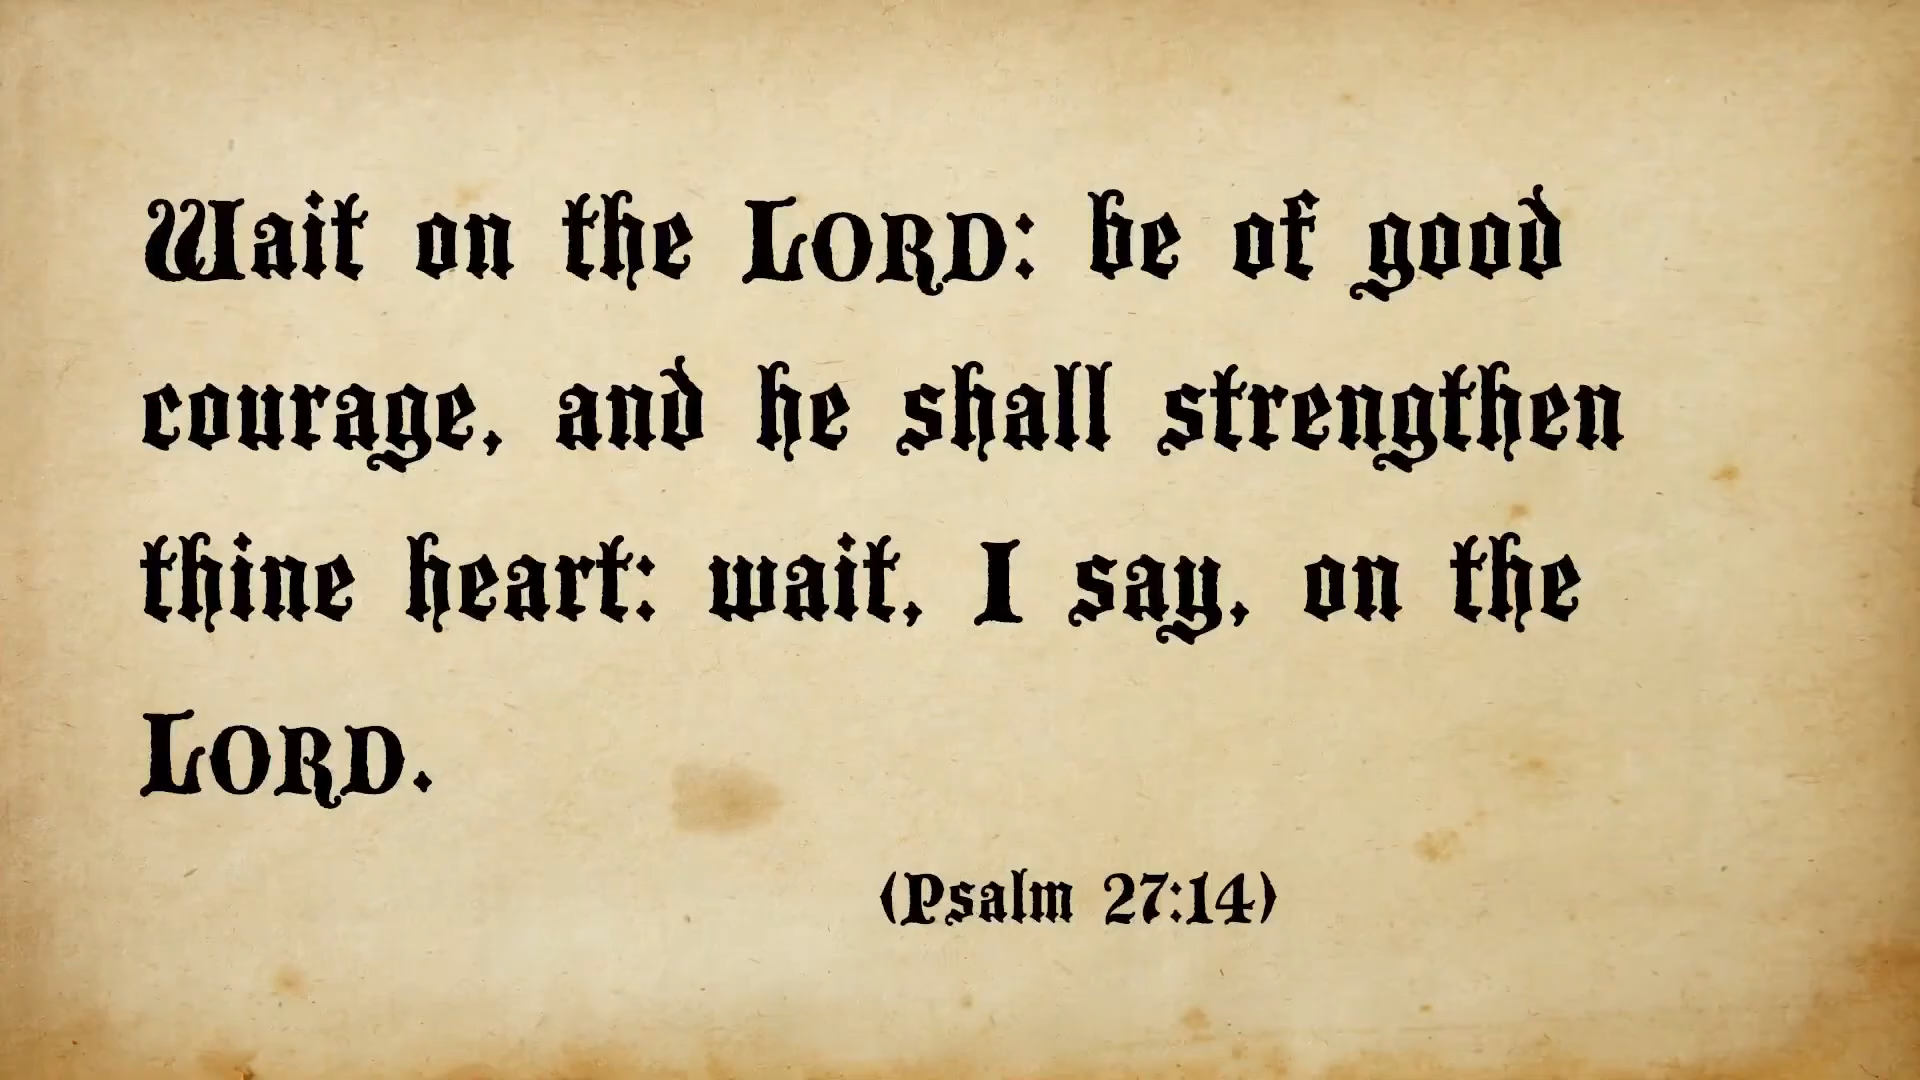 Wait on the LORD: be of good
courage, and he shall strengthen
thine heart: wait, I say, on the
LORD.
(Psalm 27:14)